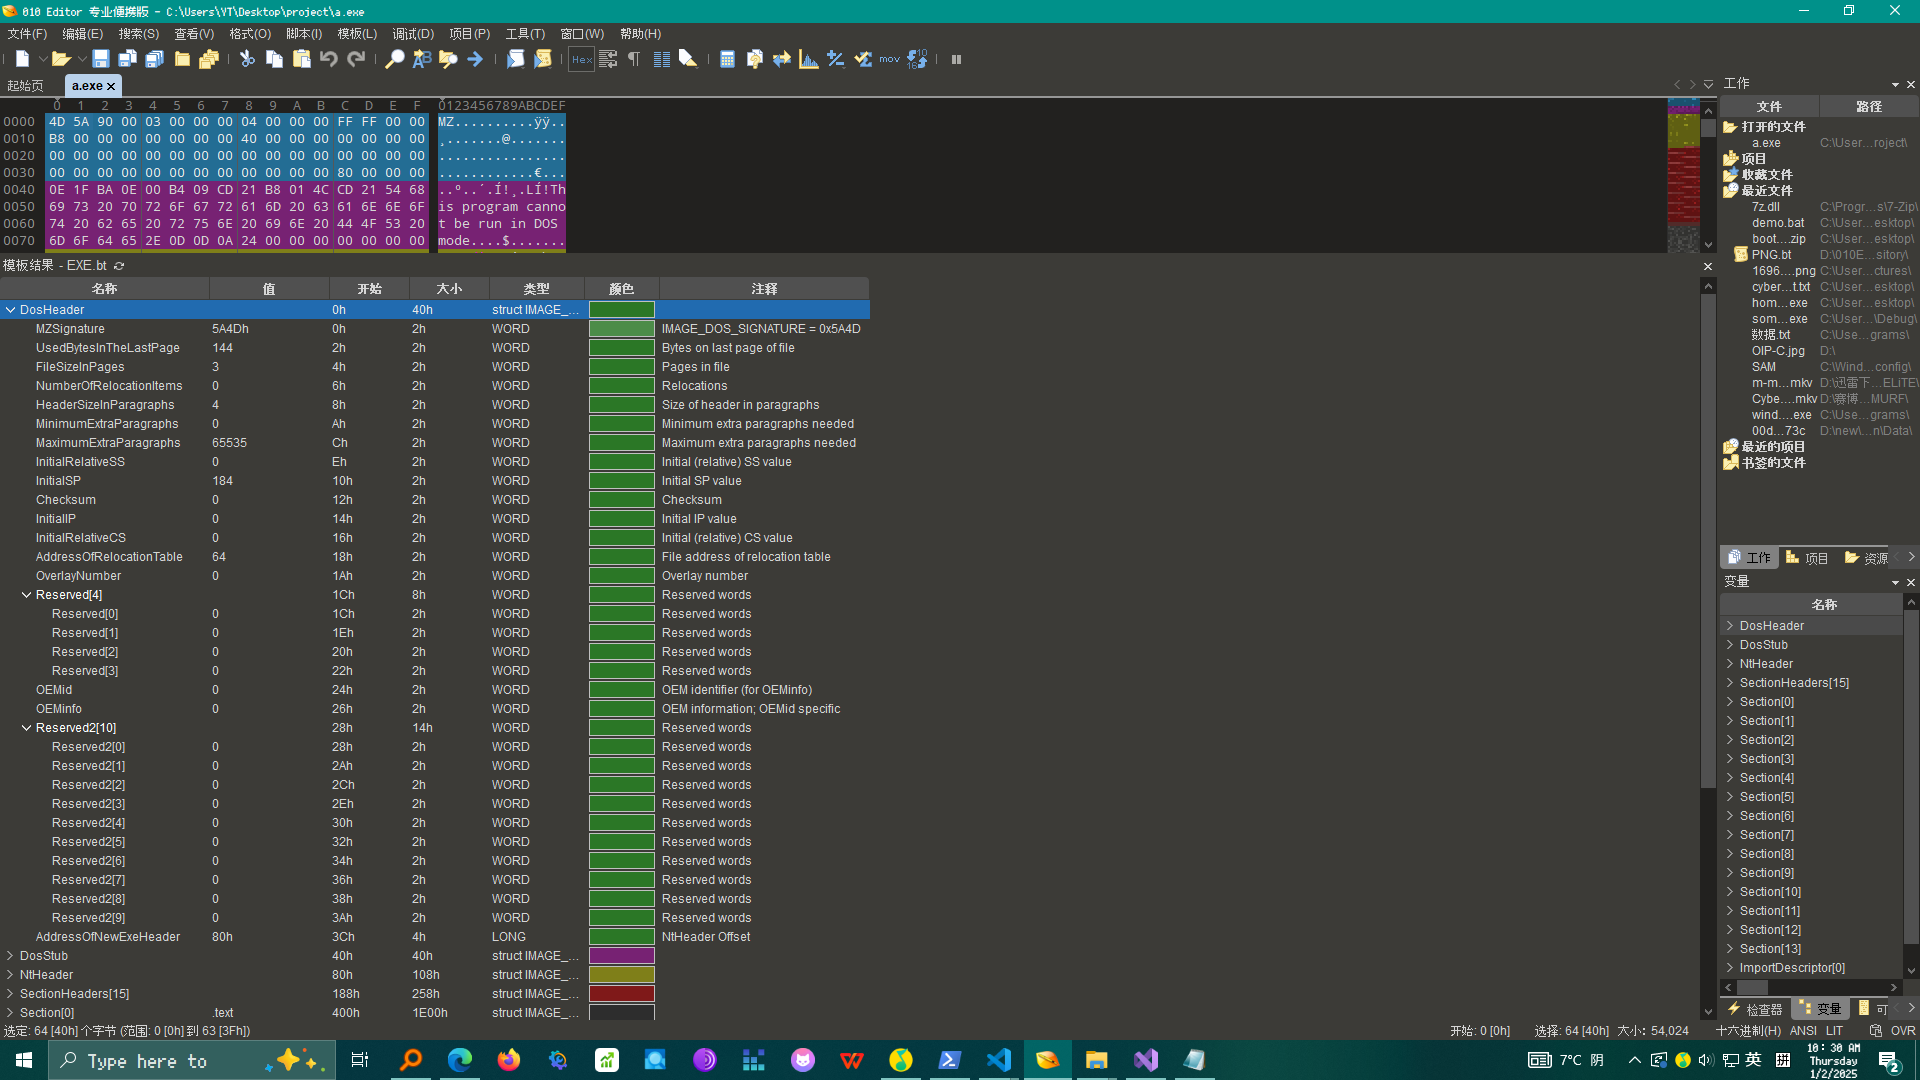 010 Editor 专业便携版 - C:\Users\YT\Desktop\project\a.exe
文件(F) 编辑(E) 搜索(S) 查看(V) 格式(O) 脚本(I) 模板(L) 调试(D) 项目(P) 工具(T) 窗口(W) 帮助(H)
Hex mov
起始页 a.exe
0 1 2 3 4 5 6 7 8 9 A B C D E F 0123456789ABCDEF
0000 4D 5A 90 00 03 00 00 00 04 00 00 00 FF FF 00 00 MZ..........ÿÿ..
0010 B8 00 00 00 00 00 00 00 40 00 00 00 00 00 00 00 ¸.......@.......
0020 00 00 00 00 00 00 00 00 00 00 00 00 00 00 00 00 ................
0030 00 00 00 00 00 00 00 00 00 00 00 00 80 00 00 00 ............€...
0040 0E 1F BA 0E 00 B4 09 CD 21 B8 01 4C CD 21 54 68 ..º..´.Í!¸.LÍ!Th
0050 69 73 20 70 72 6F 67 72 61 6D 20 63 61 6E 6E 6F is program canno
0060 74 20 62 65 20 72 75 6E 20 69 6E 20 44 4F 53 20 t be run in DOS
0070 6D 6F 64 65 2E 0D 0D 0A 24 00 00 00 00 00 00 00 mode....$.......
模板结果 - EXE.bt
名称 值 开始 大小 类型 颜色 注释
DosHeader 0h 40h struct IMAGE_...
MZSignature 5A4Dh 0h 2h WORD IMAGE_DOS_SIGNATURE = 0x5A4D
UsedBytesInTheLastPage 144 2h 2h WORD Bytes on last page of file
FileSizeInPages 3 4h 2h WORD Pages in file
NumberOfRelocationItems 0 6h 2h WORD Relocations
HeaderSizeInParagraphs 4 8h 2h WORD Size of header in paragraphs
MinimumExtraParagraphs 0 Ah 2h WORD Minimum extra paragraphs needed
MaximumExtraParagraphs 65535 Ch 2h WORD Maximum extra paragraphs needed
InitialRelativeSS 0 Eh 2h WORD Initial (relative) SS value
InitialSP 184 10h 2h WORD Initial SP value
Checksum 0 12h 2h WORD Checksum
InitialIP 0 14h 2h WORD Initial IP value
InitialRelativeCS 0 16h 2h WORD Initial (relative) CS value
AddressOfRelocationTable 64 18h 2h WORD File address of relocation table
OverlayNumber 0 1Ah 2h WORD Overlay number
Reserved[4] 1Ch 8h WORD Reserved words
Reserved[0] 0 1Ch 2h WORD Reserved words
Reserved[1] 0 1Eh 2h WORD Reserved words
Reserved[2] 0 20h 2h WORD Reserved words
Reserved[3] 0 22h 2h WORD Reserved words
OEMid 0 24h 2h WORD OEM identifier (for OEMinfo)
OEMinfo 0 26h 2h WORD OEM information; OEMid specific
Reserved2[10] 28h 14h WORD Reserved words
Reserved2[0] 0 28h 2h WORD Reserved words
Reserved2[1] 0 2Ah 2h WORD Reserved words
Reserved2[2] 0 2Ch 2h WORD Reserved words
Reserved2[3] 0 2Eh 2h WORD Reserved words
Reserved2[4] 0 30h 2h WORD Reserved words
Reserved2[5] 0 32h 2h WORD Reserved words
Reserved2[6] 0 34h 2h WORD Reserved words
Reserved2[7] 0 36h 2h WORD Reserved words
Reserved2[8] 0 38h 2h WORD Reserved words
Reserved2[9] 0 3Ah 2h WORD Reserved words
AddressOfNewExeHeader 80h 3Ch 4h LONG NtHeader Offset
DosStub 40h 40h struct IMAGE_...
NtHeader 80h 108h struct IMAGE_...
SectionHeaders[15] 188h 258h struct IMAGE_...
Section[0] .text 400h 1E00h struct IMAGE_...
工作
文件 路径
打开的文件
a.exe C:\User...roject\
项目
收藏文件
最近文件
7z.dll C:\Progr...s\7-Zip\
demo.bat C:\User...esktop\
boot....zip C:\User...esktop\
PNG.bt D:\010E...sitory\
1696....png C:\User...ctures\
cyber...t.txt C:\User...esktop\
hom....exe C:\User...esktop\
som....exe C:\User...\Debug\
数据.txt C:\Use...grams\
OIP-C.jpg D:\
SAM C:\Wind...config\
m-m...mkv D:\迅雷下...ELiTE\
Cybe....mkv D:\赛博...MURF\
wind....exe C:\Use...grams\
00d...73c D:\new\...n\Data\
最近的项目
书签的文件
工作 项目 资源
变量
名称
DosHeader
DosStub
NtHeader
SectionHeaders[15]
Section[0]
Section[1]
Section[2]
Section[3]
Section[4]
Section[5]
Section[6]
Section[7]
Section[8]
Section[9]
Section[10]
Section[11]
Section[12]
Section[13]
ImportDescriptor[0]
检查器 变量 可
选定: 64 [40h] 个字节 (范围: 0 [0h] 到 63 [3Fh]) 开始: 0 [0h] 选择: 64 [40h] 大小: 54,024 十六进制(H) ANSI LIT OVR
Type here to 7°C 阴 英 10:30 AM
Thursday
1/2/2025
2